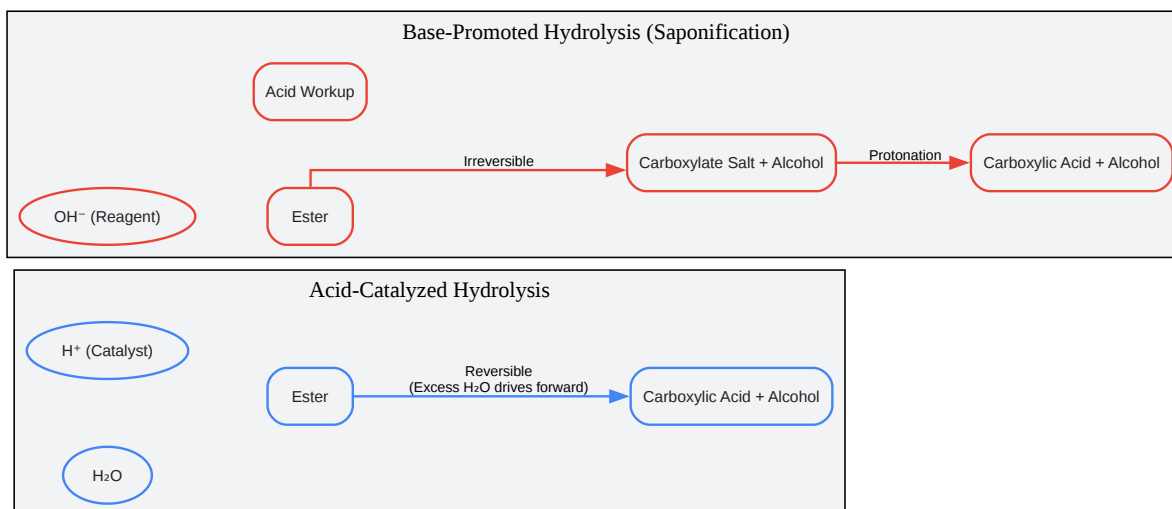 Base-Promoted Hydrolysis (Saponification)
Acid Workup
Irreversible
Carboxylate Salt + Alcohol
Protonation
Carboxylic Acid + Alcohol
OH⁻ (Reagent)
Ester
Acid-Catalyzed Hydrolysis
H⁺ (Catalyst)
Ester
Reversible
(Excess H₂O drives forward)
Carboxylic Acid + Alcohol
H₂O